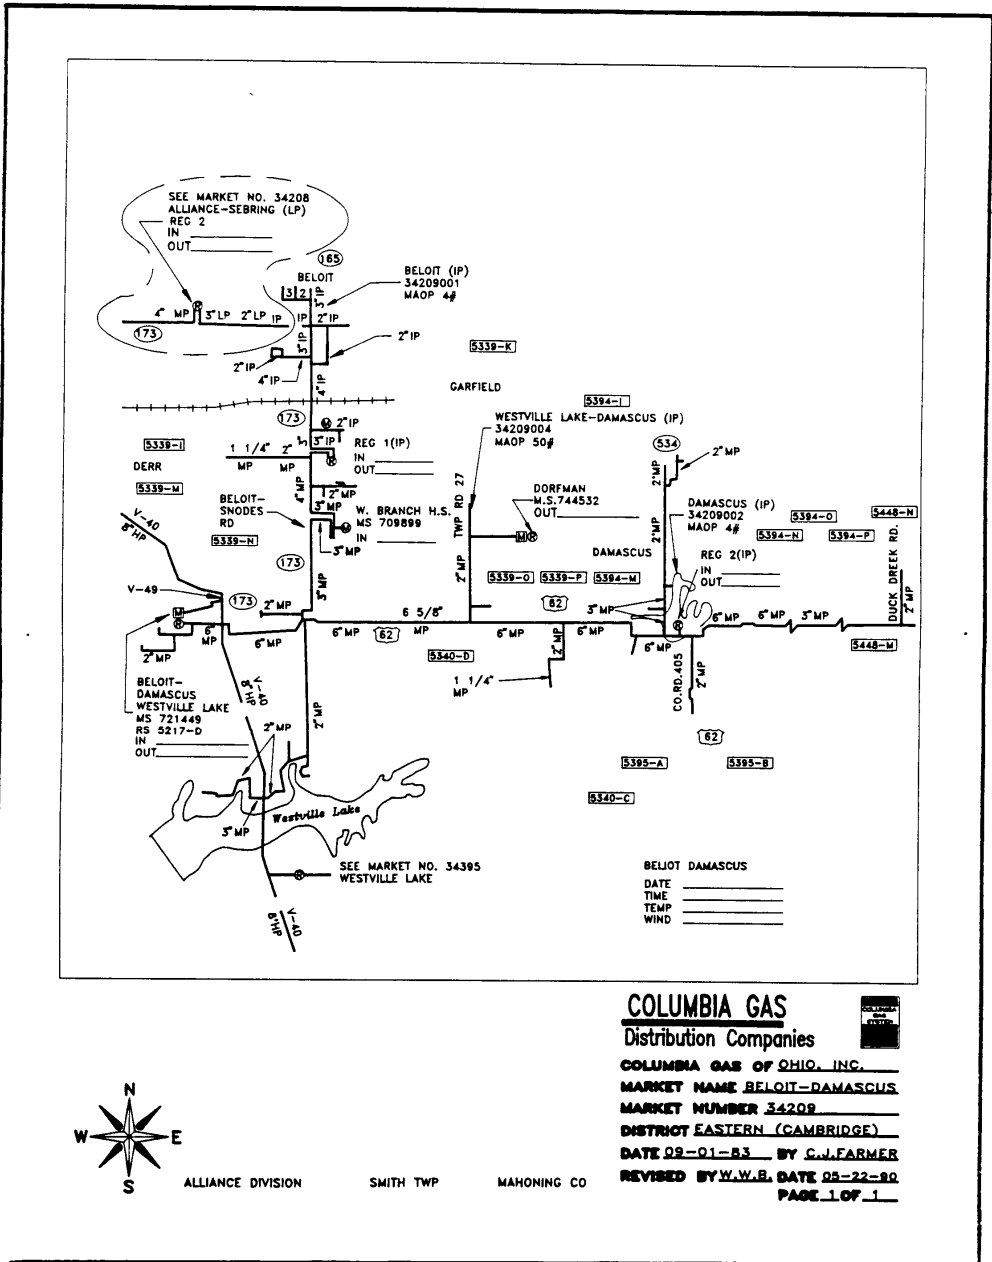 SEE MARKET NO. 34208
ALLIANCE-SEBRING (LP)
REG 2
IN
OUT
165
BELOIT
BELOIT (IP)
34209001
MAOP 4#
3
2
3" IP
4" MP
3" LP
2" LP
IP
IP
2" IP
173
3" IP
2" IP
2" IP
4" IP
4" IP
5339-K
GARFIELD
5394-I
173
2" IP
WESTVILLE LAKE-DAMASCUS (IP)
34209004
MAOP 50#
5339-I
1 1/4"
MP
2"
MP
3"
3" IP
REG 1(IP)
IN
OUT
534
2" MP
DERR
5339-M
4" MP
2" MP
2" MP
TWP RD 27
DORFMAN
M.S.744532
OUT
BELOIT-
SNODES
RD
3" MP
W. BRANCH H.S.
MS 709899
IN
DAMASCUS (IP)
34209002
MAOP 4#
5394-O
5448-N
V-40
8" HP
5339-N
3" MP
M R
2" MP
5394-N
5394-P
DAMASCUS
REG 2(IP)
IN
OUT
173
2" MP
5339-O
5339-P
5394-M
DUCK DREEK RD.
2" MP
V-49
173
3" MP
2" MP
6 5/8"
MP
62
3" MP
M
R
6"
MP
6" MP
6" MP
62
6" MP
6" MP
6" MP
6" MP
3" MP
2" MP
5340-D
2" MP
6" MP
5448-M
BELOIT-
DAMASCUS
WESTVILLE LAKE
MS 721449
RS 5217-D
IN
OUT
V-40
8" HP
1 1/4"
MP
CO.RD.405
2" MP
2" MP
2" MP
62
5395-A
5395-B
Westville Lake
5340-C
3" MP
SEE MARKET NO. 34395
WESTVILLE LAKE
BELIOT DAMASCUS
DATE
TIME
TEMP
WIND
V-40
8" HP
COLUMBIA GAS
Distribution Companies
COLUMBIA
GAS
SYSTEM
COLUMBIA GAS OF OHIO, INC.
MARKET NAME BELOIT-DAMASCUS
MARKET NUMBER 34209
DISTRICT EASTERN (CAMBRIDGE)
DATE 09-01-83 BY C.J.FARMER
REVISED BY W.W.B. DATE 05-22-90
PAGE 1 OF 1
N
W
E
S
ALLIANCE DIVISION SMITH TWP MAHONING CO